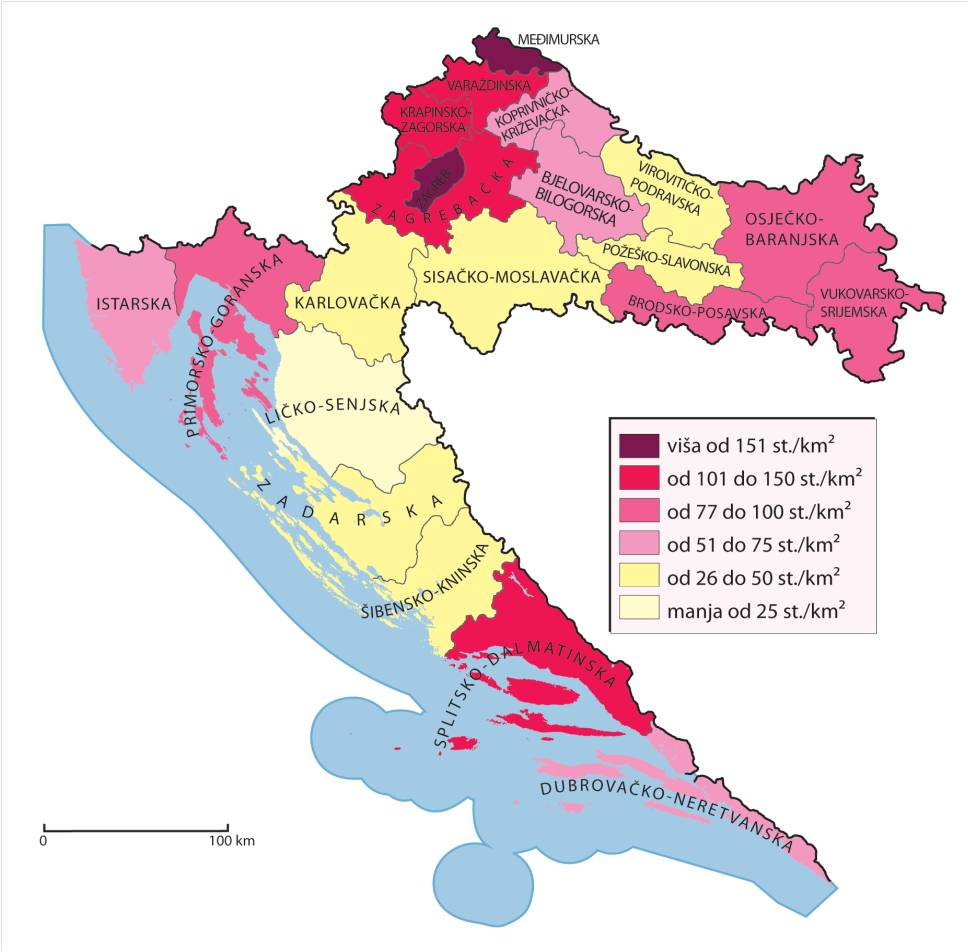 MEĐIMURSKA
VARAŽDINSKA
KRAPINSKO-
ZAGORSKA
KOPRIVNIČKO-
KRIŽEVAČKA
ZAGREB
ZAGREBAČKA
BJELOVARSKO-
BILOGORSKA
VIROVITIČKO-
PODRAVSKA
OSJEČKO-
BARANJSKA
POŽEŠKO-SLAVONSKA
SISAČKO-MOSLAVAČKA
KARLOVAČKA
BRODSKO-POSAVSKA
VUKOVARSKO-
SRIJEMSKA
ISTARSKA
PRIMORSKO-GORANSKA
LIČKO-SENJSKA
ZADARSKA
ŠIBENSKO-KNINSKA
SPLITSKO-DALMATINSKA
DUBROVAČKO-NERETVANSKA
viša od 151 st./km²
od 101 do 150 st./km²
od 77 do 100 st./km²
od 51 do 75 st./km²
od 26 do 50 st./km²
manja od 25 st./km²
0 100 km